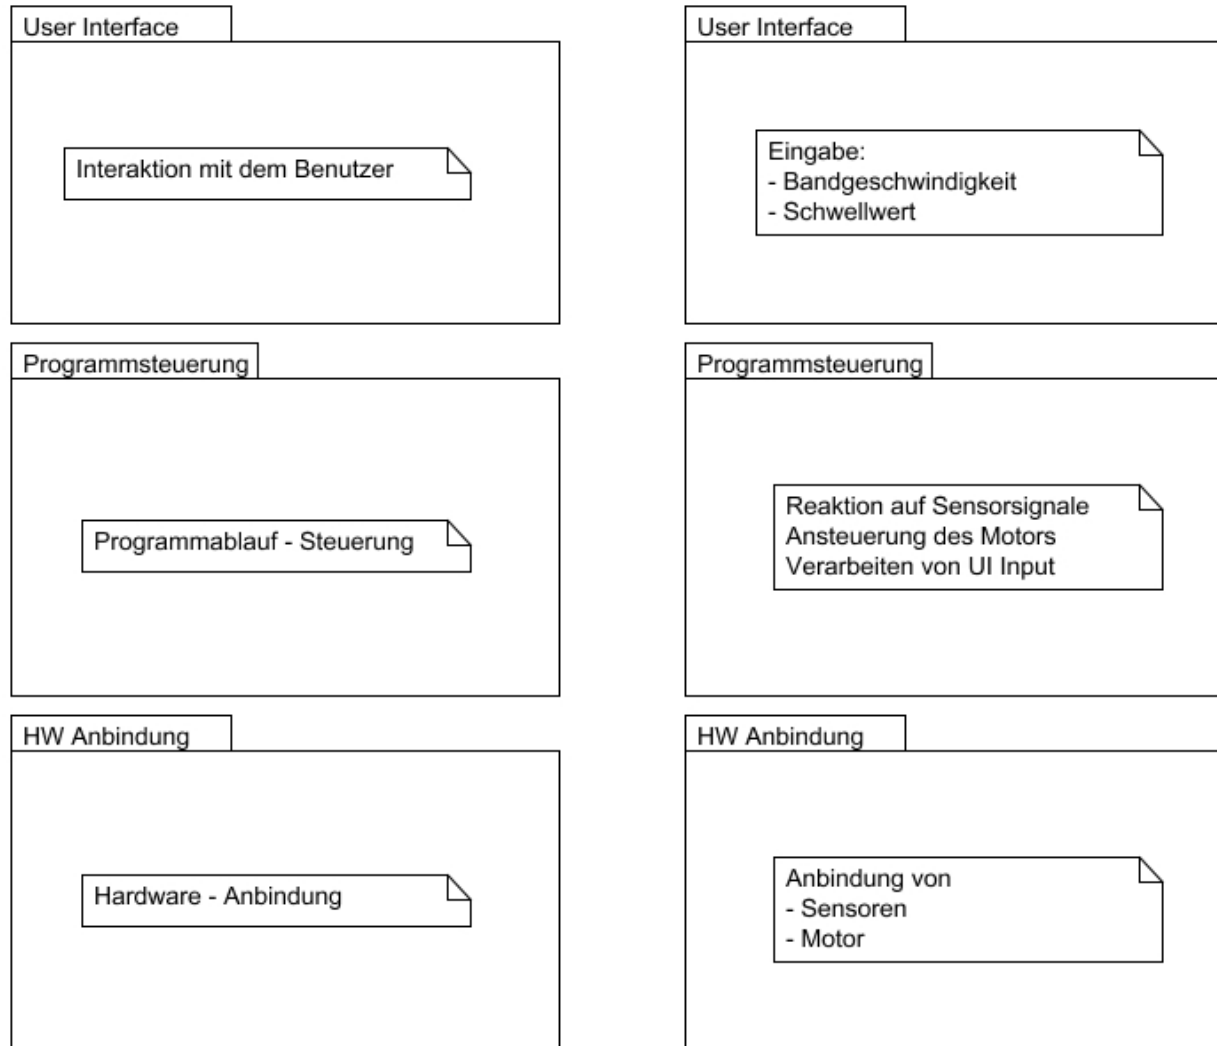 User Interface
Interaktion mit dem Benutzer
Programmsteuerung
Programmablauf - Steuerung
HW Anbindung
Hardware - Anbindung
User Interface
Eingabe:
- Bandgeschwindigkeit
- Schwellwert
Programmsteuerung
Reaktion auf Sensorsignale
Ansteuerung des Motors
Verarbeiten von UI Input
HW Anbindung
Anbindung von
- Sensoren
- Motor